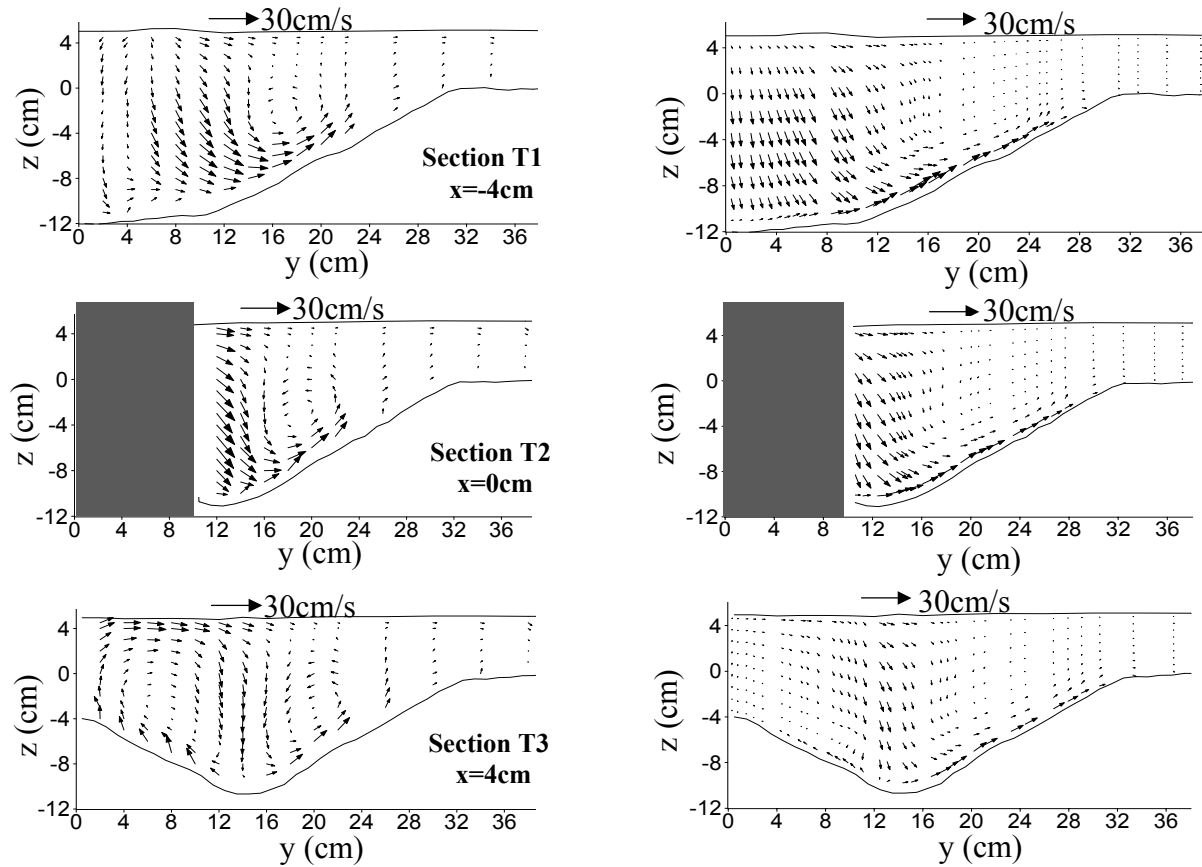 30cm/s
z (cm)
4
0
-4
-8
-12
Section T1
x=-4cm
0 4 8 12 16 20 24 28 32 36
y (cm)
30cm/s
z (cm)
4
0
-4
-8
-12
0 4 8 12 16 20 24 28 32 36
y (cm)
30cm/s
z (cm)
4
0
-4
-8
-12
Section T2
x=0cm
0 4 8 12 16 20 24 28 32 36
y (cm)
30cm/s
z (cm)
4
0
-4
-8
-12
0 4 8 12 16 20 24 28 32 36
y (cm)
30cm/s
z (cm)
4
0
-4
-8
-12
Section T3
x=4cm
0 4 8 12 16 20 24 28 32 36
y (cm)
30cm/s
z (cm)
4
0
-4
-8
-12
0 4 8 12 16 20 24 28 32 36
y (cm)